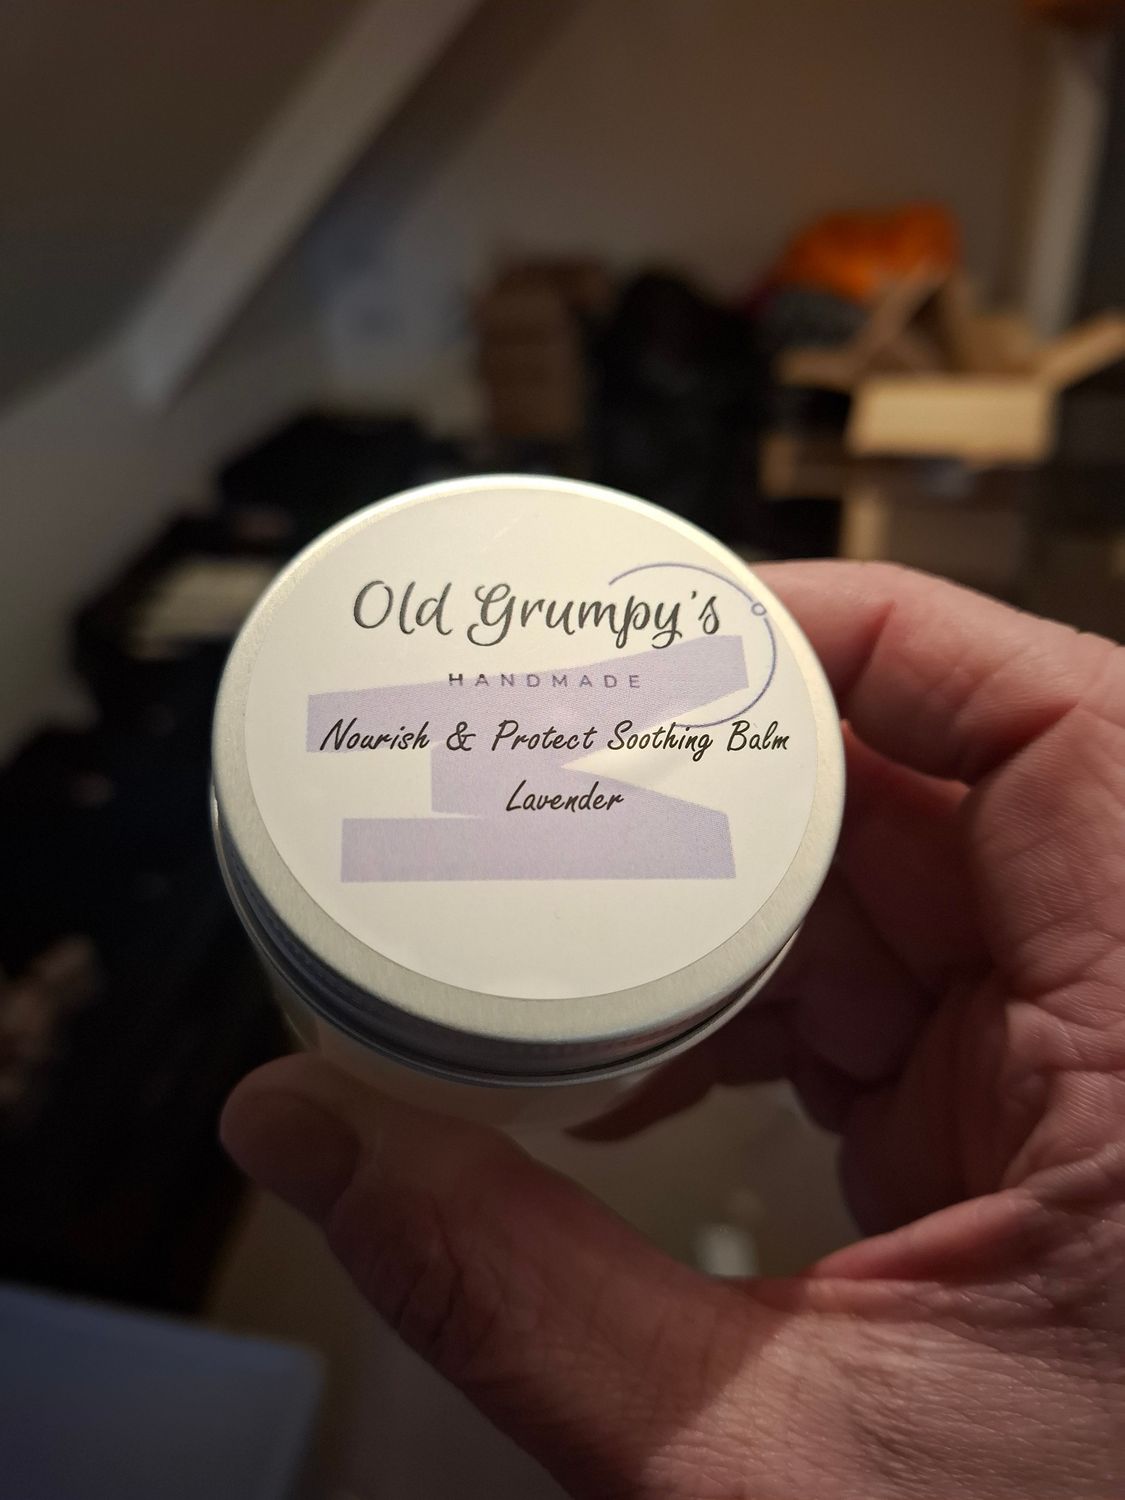 Old Grumpy's
HANDMADE
Nourish & Protect Soothing Balm
Lavender